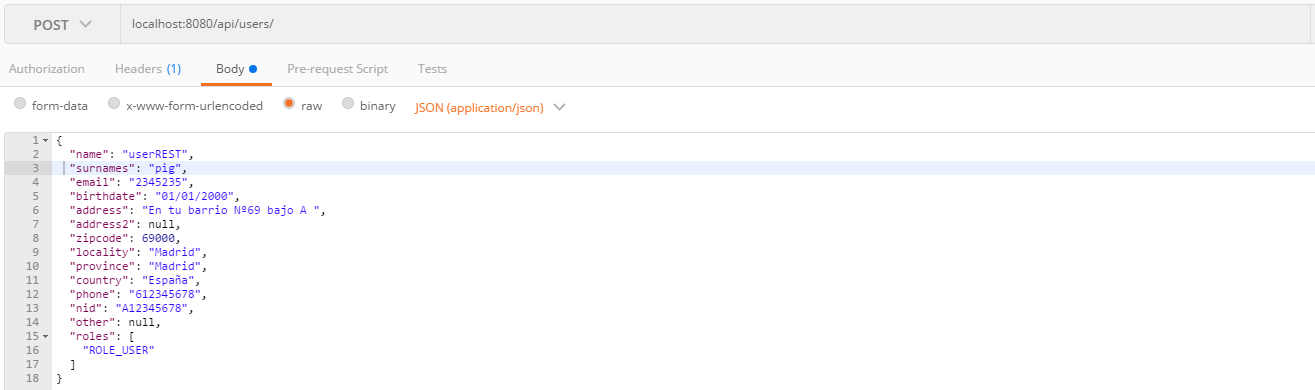 POST localhost:8080/api/users/
Authorization Headers (1) Body Pre-request Script Tests
form-data x-www-form-urlencoded raw binary JSON (application/json)
1 {
2 "name": "userREST",
3 "surnames": "pig",
4 "email": "2345235",
5 "birthdate": "01/01/2000",
6 "address": "En tu barrio Nº69 bajo A ",
7 "address2": null,
8 "zipcode": 69000,
9 "locality": "Madrid",
10 "province": "Madrid",
11 "country": "España",
12 "phone": "612345678",
13 "nid": "A12345678",
14 "other": null,
15 "roles": [
16 "ROLE_USER"
17 ]
18 }